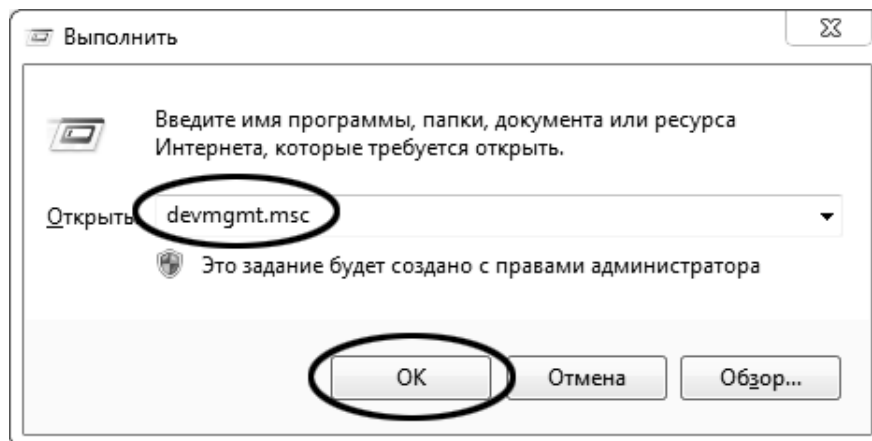 Выполнить
Введите имя программы, папки, документа или ресурса
Интернета, которые требуется открыть.
Открыть devmgmt.msc
Это задание будет создано с правами администратора
ОК Отмена Обзор...